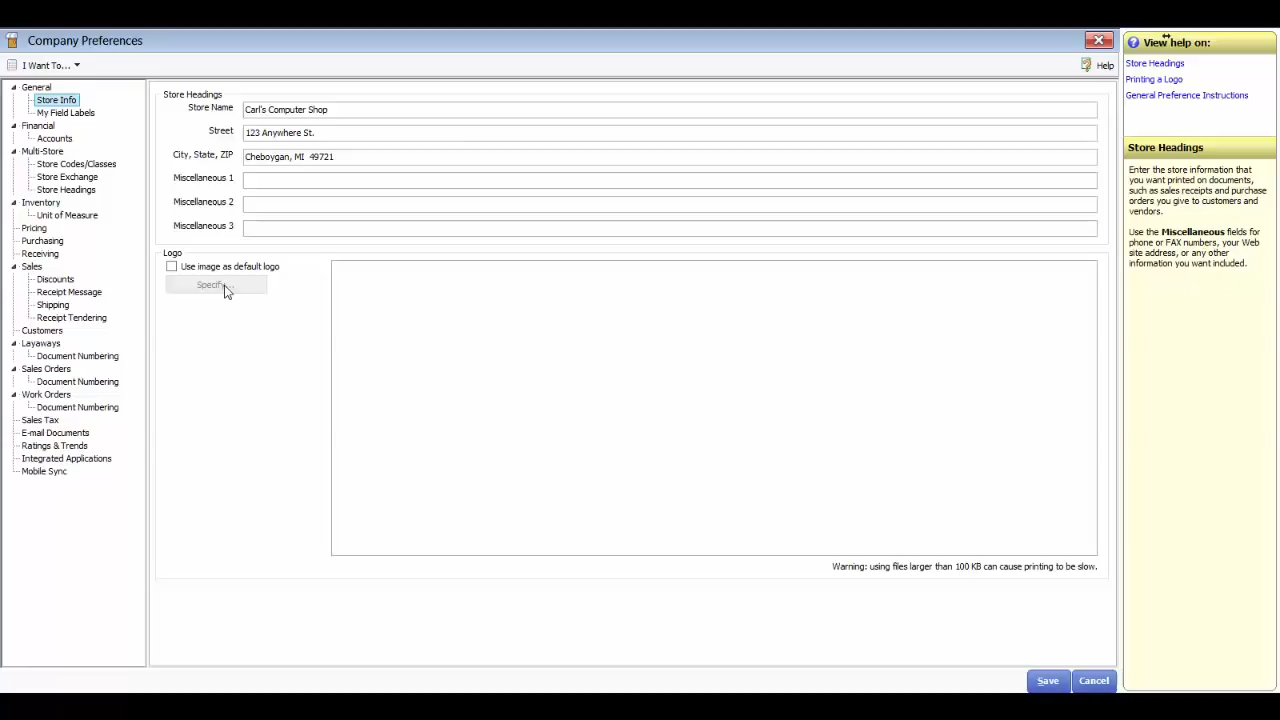 Company Preferences
I Want To...
Help
General
Store Info
My Field Labels
Financial
Accounts
Multi-Store
Store Codes/Classes
Store Exchange
Store Headings
Inventory
Unit of Measure
Pricing
Purchasing
Receiving
Sales
Discounts
Receipt Message
Shipping
Receipt Tendering
Customers
Layaways
Document Numbering
Sales Orders
Document Numbering
Work Orders
Document Numbering
Sales Tax
E-mail Documents
Ratings & Trends
Integrated Applications
Mobile Sync
Store Headings
Store Name Carl's Computer Shop
Street 123 Anywhere St.
City, State, ZIP Cheboygan, MI 49721
Miscellaneous 1
Miscellaneous 2
Miscellaneous 3
Logo
Use image as default logo
Specify...
Warning: using files larger than 100 KB can cause printing to be slow.
Save Cancel
View help on:
Store Headings
Printing a Logo
General Preference Instructions
Store Headings
Enter the store information that
you want printed on documents,
such as sales receipts and purchase
orders you give to customers and
vendors.
Use the Miscellaneous fields for
phone or FAX numbers, your Web
site address, or any other
information you want included.